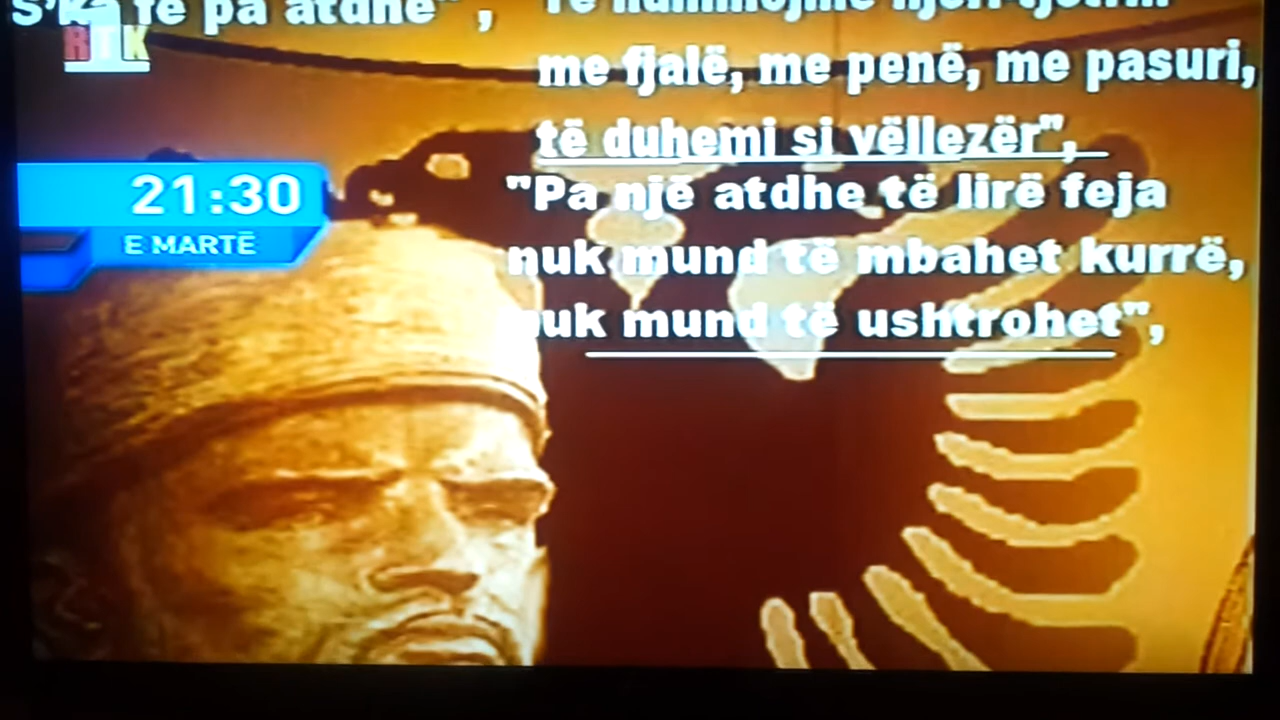 S'ka fe pa atdhe",
RTK
me fjalë, me penë, me pasuri,
të duhemi si vëllezër",
21:30
E MARTË
"Pa një atdhe të lirë feja
nuk mund të mbahet kurrë,
nuk mund të ushtrohet",